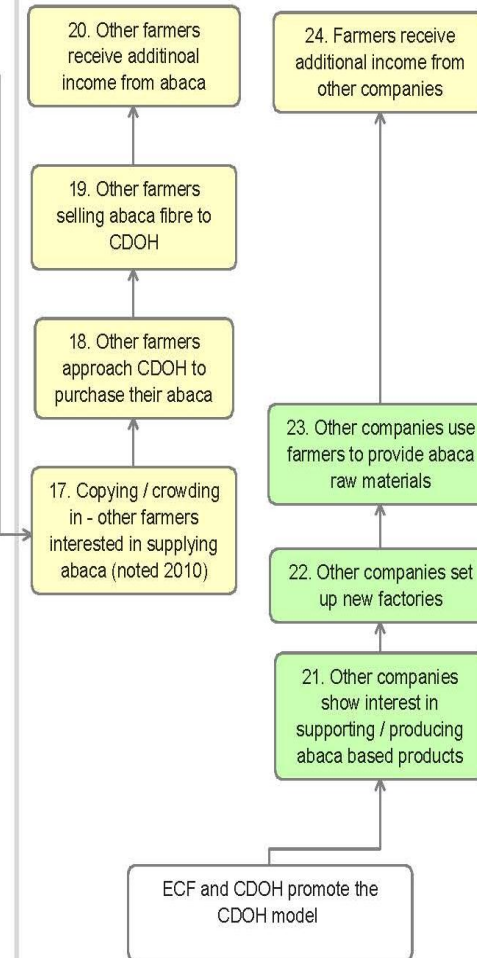 20. Other farmers
receive additinoal
income from abaca
24. Farmers receive
additional income from
other companies
19. Other farmers
selling abaca fibre to
CDOH
18. Other farmers
approach CDOH to
purchase their abaca
23. Other companies use
farmers to provide abaca
raw materials
17. Copying / crowding
in - other farmers
interested in supplying
abaca (noted 2010)
22. Other companies set
up new factories
21. Other companies
show interest in
supporting / producing
abaca based products
ECF and CDOH promote the
CDOH model